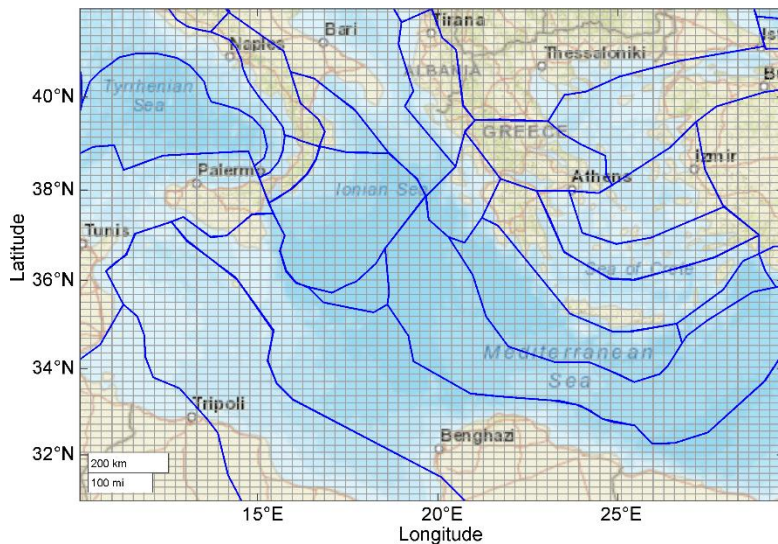 Tirana
Bari
Is
Naples
Thessaloniki
ALBANIA
Tyrrhenian
Sea
40°N
GREECE
Izmir
Palermo
Athens
38°N
Ionian Sea
Tunis
Latitude
36°N
Sea of Crete
Mediterranean
Sea
34°N
Tripoli
Benghazi
32°N
200 km
100 mi
15°E
20°E
25°E
Longitude